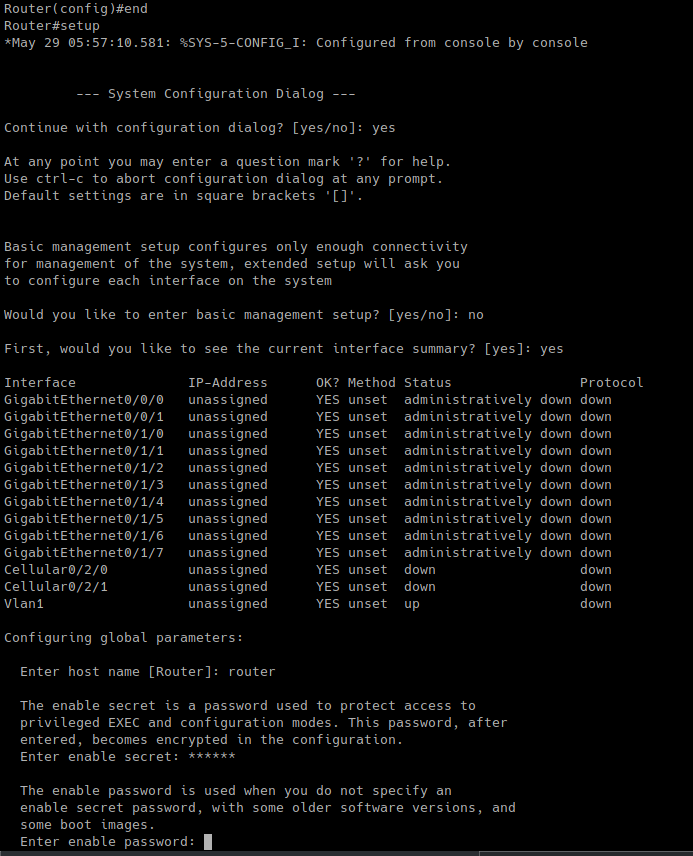 Router(config)#end
Router#setup
*May 29 05:57:10.581: %SYS-5-CONFIG_I: Configured from console by console
--- System Configuration Dialog ---
Continue with configuration dialog? [yes/no]: yes
At any point you may enter a question mark '?' for help.
Use ctrl-c to abort configuration dialog at any prompt.
Default settings are in square brackets '[]'.
Basic management setup configures only enough connectivity
for management of the system, extended setup will ask you
to configure each interface on the system
Would you like to enter basic management setup? [yes/no]: no
First, would you like to see the current interface summary? [yes]: yes
Interface IP-Address OK? Method Status Protocol
GigabitEthernet0/0/0 unassigned YES unset administratively down down
GigabitEthernet0/0/1 unassigned YES unset administratively down down
GigabitEthernet0/1/0 unassigned YES unset administratively down down
GigabitEthernet0/1/1 unassigned YES unset administratively down down
GigabitEthernet0/1/2 unassigned YES unset administratively down down
GigabitEthernet0/1/3 unassigned YES unset administratively down down
GigabitEthernet0/1/4 unassigned YES unset administratively down down
GigabitEthernet0/1/5 unassigned YES unset administratively down down
GigabitEthernet0/1/6 unassigned YES unset administratively down down
GigabitEthernet0/1/7 unassigned YES unset administratively down down
Cellular0/2/0 unassigned YES unset down down
Cellular0/2/1 unassigned YES unset down down
Vlan1 unassigned YES unset up down
Configuring global parameters:
Enter host name [Router]: router
The enable secret is a password used to protect access to
privileged EXEC and configuration modes. This password, after
entered, becomes encrypted in the configuration.
Enter enable secret: ******
The enable password is used when you do not specify an
enable secret password, with some older software versions, and
some boot images.
Enter enable password: